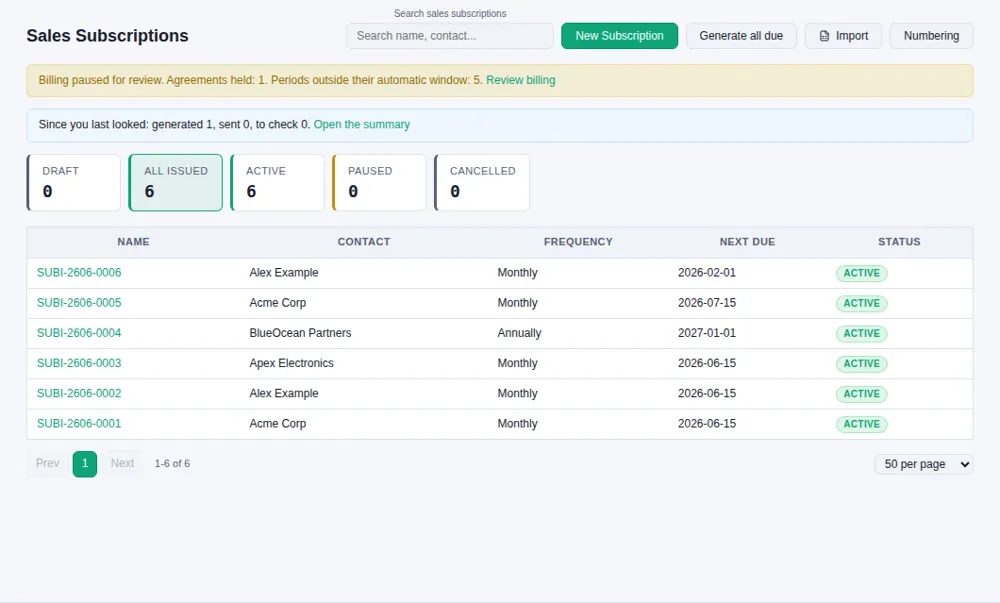 Search sales subscriptions
Sales Subscriptions
Search name, contact...
New Subscription
Generate all due
Import
Numbering
Billing paused for review. Agreements held: 1. Periods outside their automatic window: 5. Review billing
Since you last looked: generated 1, sent 0, to check 0. Open the summary
DRAFT
0
ALL ISSUED
6
ACTIVE
6
PAUSED
0
CANCELLED
0
NAME CONTACT FREQUENCY NEXT DUE STATUS
SUBI-2606-0006 Alex Example Monthly 2026-02-01 ACTIVE
SUBI-2606-0005 Acme Corp Monthly 2026-07-15 ACTIVE
SUBI-2606-0004 BlueOcean Partners Annually 2027-01-01 ACTIVE
SUBI-2606-0003 Apex Electronics Monthly 2026-06-15 ACTIVE
SUBI-2606-0002 Alex Example Monthly 2026-06-15 ACTIVE
SUBI-2606-0001 Acme Corp Monthly 2026-06-15 ACTIVE
Prev 1 Next 1-6 of 6 50 per page